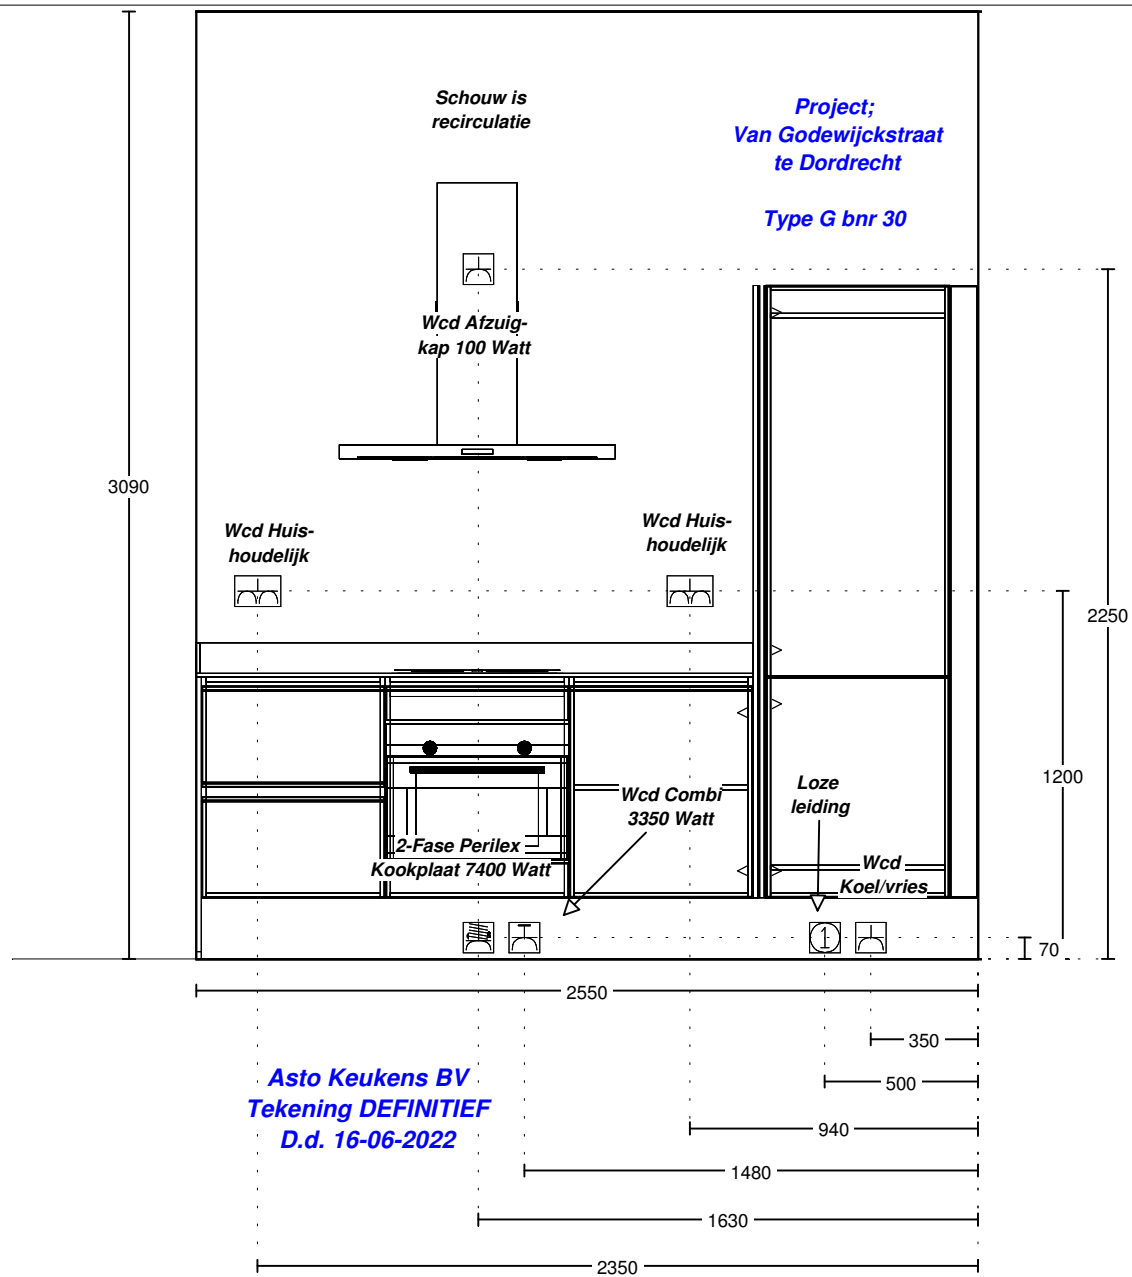 Schouw is
recirculatie
Project;
Van Godewijckstraat
te Dordrecht
Type G bnr 30
Wcd Afzuig-
kap 100 Watt
3090
Wcd Huis-
houdelijk
Wcd Huis-
houdelijk
2250
1200
Wcd Combi
3350 Watt
Loze
leiding
2-Fase Perilex
Kookplaat 7400 Watt
Wcd
Koel/vries
1
70
2550
350
500
940
1480
1630
2350
Asto Keukens BV
Tekening DEFINITIEF
D.d. 16-06-2022